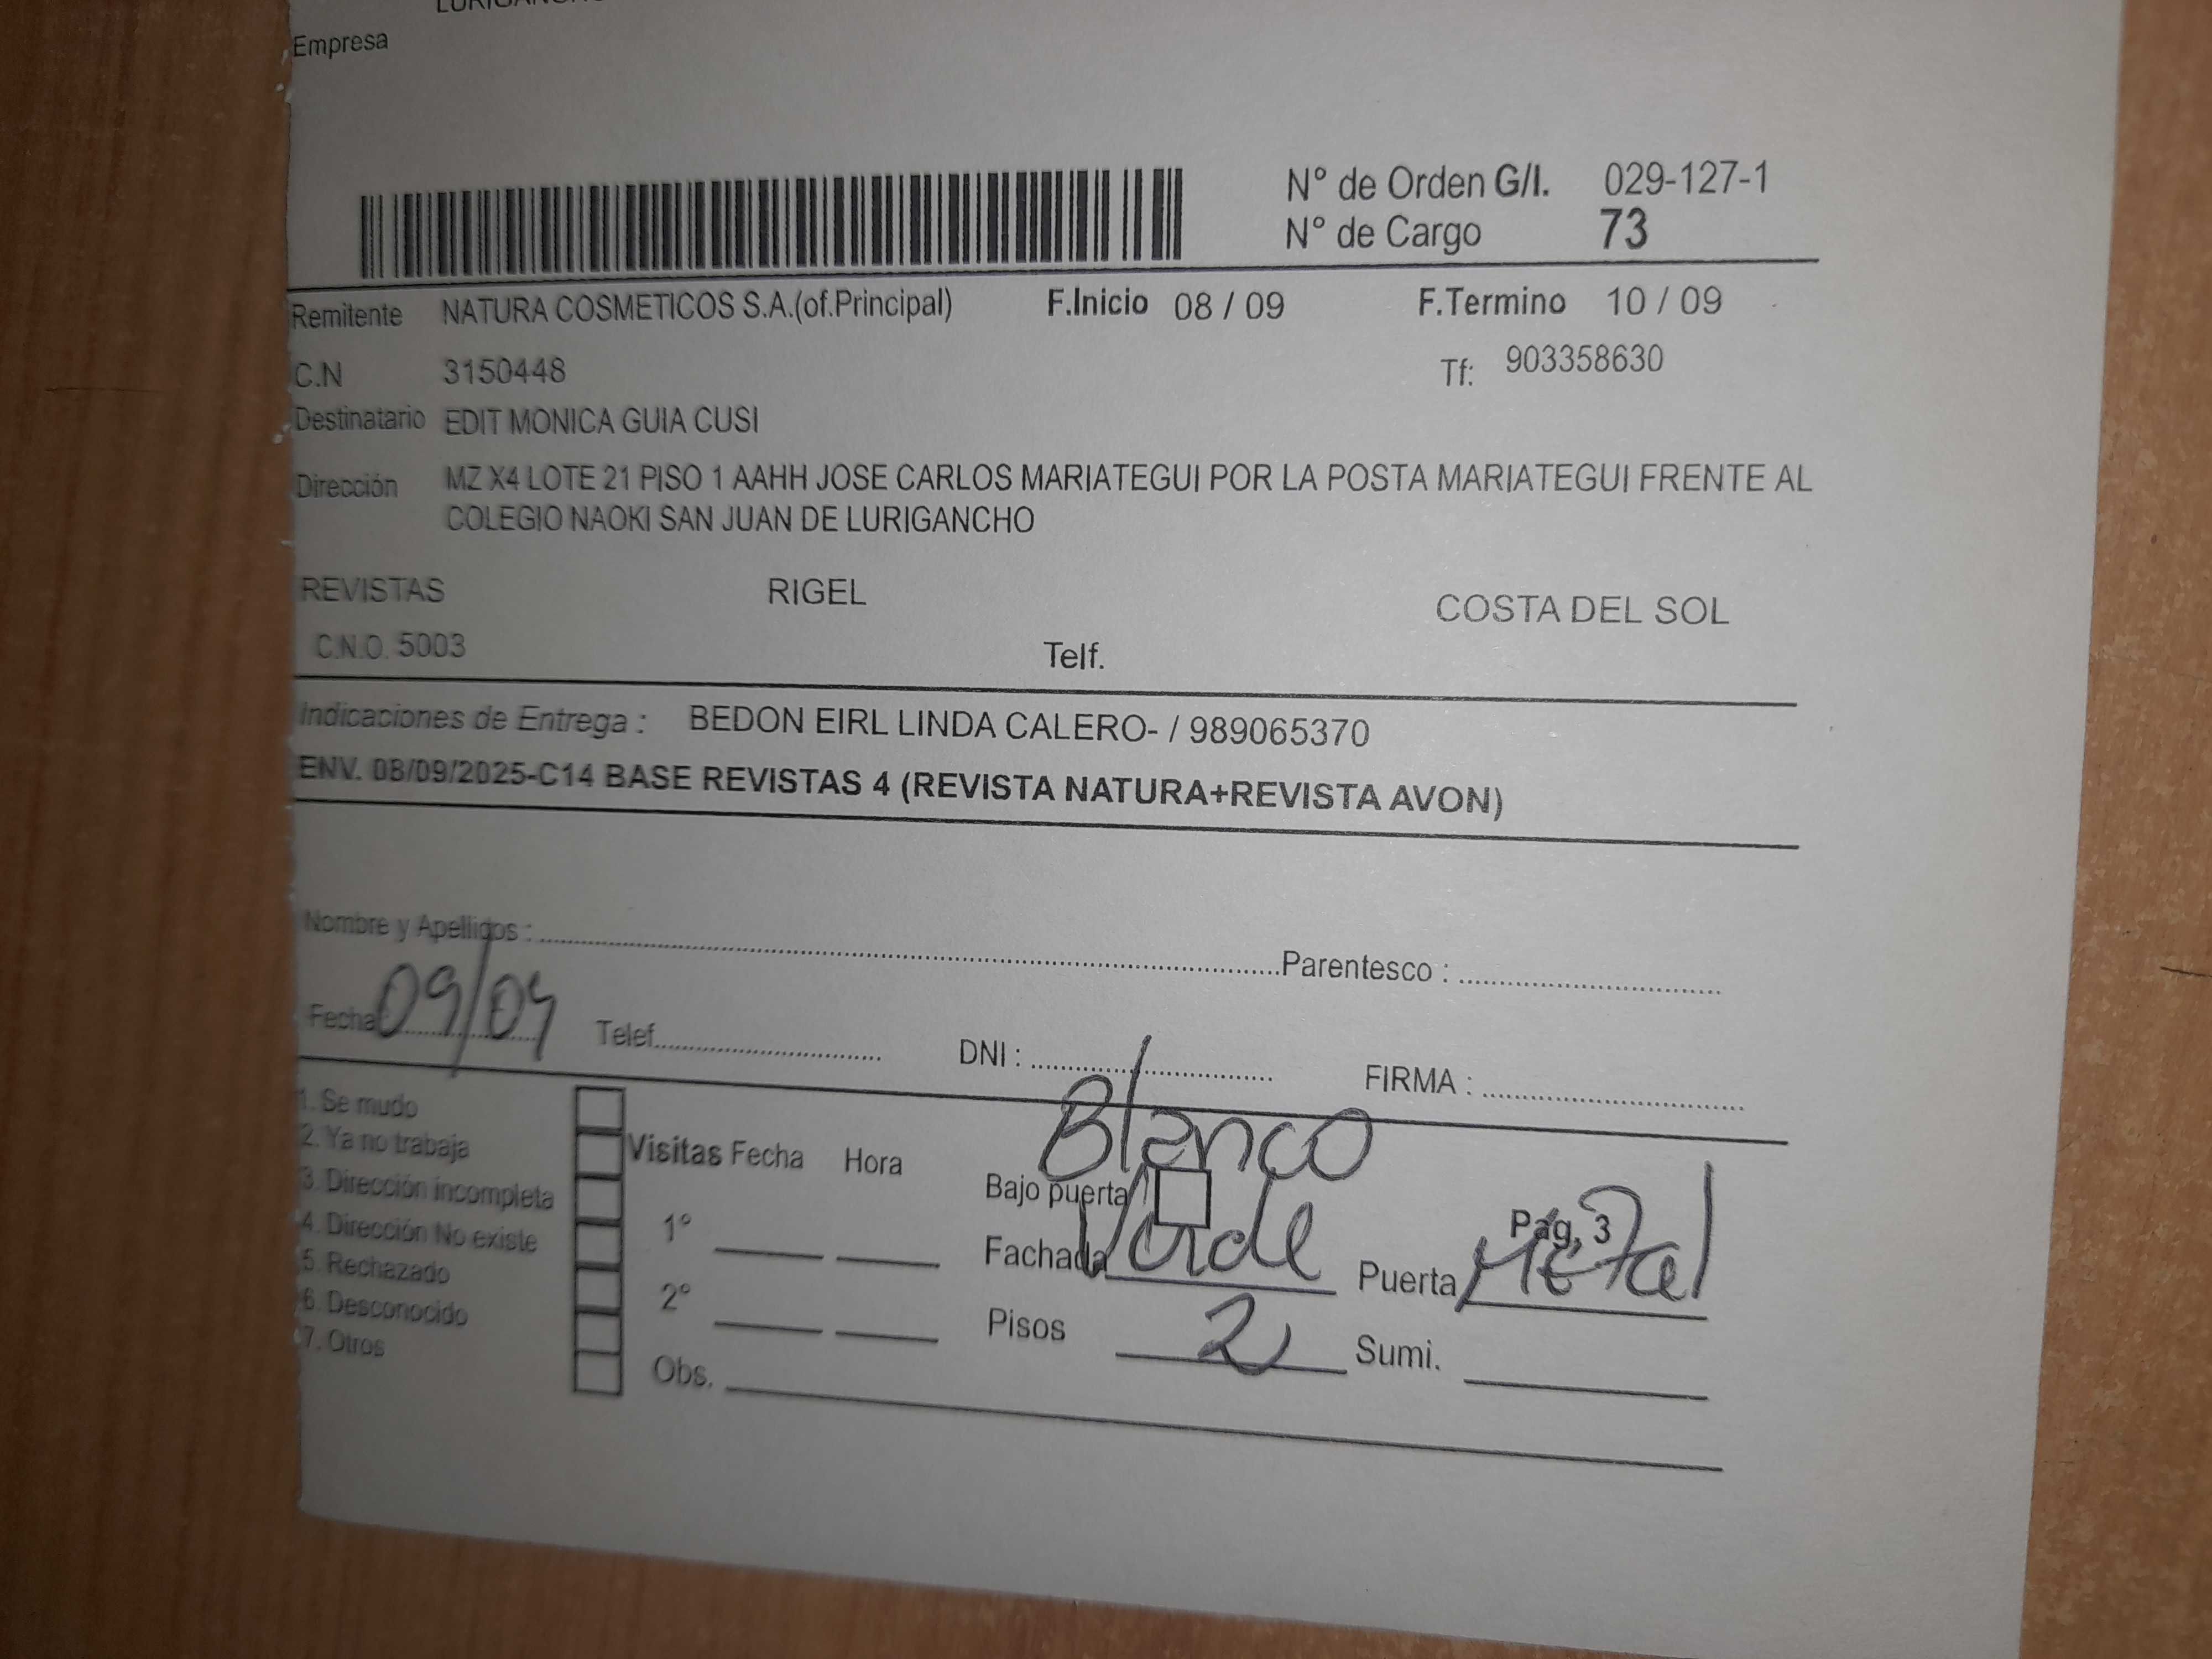 Empresa
N° de Orden G/I. 029-127-1
N° de Cargo 73
Remitente NATURA COSMETICOS S.A.(of.Principal) F.Inicio 08 / 09 F.Termino 10 / 09
C.N 3150448 Tf: 903358630
Destinatario EDIT MONICA GUIA CUSI
Dirección MZ X4 LOTE 21 PISO 1 AAHH JOSE CARLOS MARIATEGUI POR LA POSTA MARIATEGUI FRENTE AL
COLEGIO NAOKI SAN JUAN DE LURIGANCHO
REVISTAS RIGEL COSTA DEL SOL
C.N.O. 5003 Telf.
Indicaciones de Entrega : BEDON EIRL LINDA CALERO- / 989065370
ENV. 08/09/2025-C14 BASE REVISTAS 4 (REVISTA NATURA+REVISTA AVON)
Nombre y Apellidos : Parentesco :
Fecha 09/09 Telef. DNI : FIRMA :
1. Se mudo
2. Ya no trabaja
3. Dirección incompleta
4. Dirección No existe
5. Rechazado
6. Desconocido
7. Otros
Visitas Fecha Hora
1°
2°
Obs.
Blanco
Bajo puerta
Pág, 3
Fachada Verde Puerta Metal
Pisos 2 Sumi.